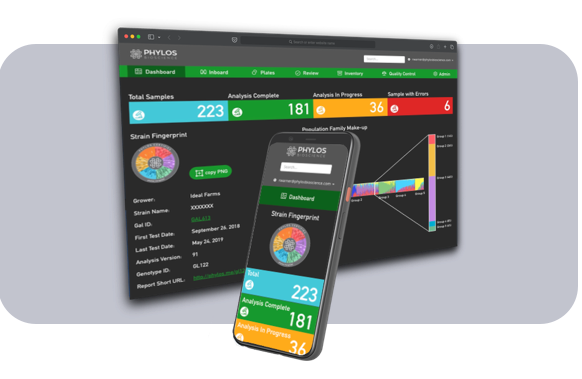 PHYLOS
BIOSCIENCE
Dashboard
Inboard
Plates
Review
Inventory
Quality Control
Admin
Total Samples
Analysis Complete
Analysis In Progress
Sample with Errors
223
181
36
6
Strain Fingerprint
copy PNG
Population Family Make-up
Grower:
Ideal Farms
Strain Name:
XXXXXXX
Gal ID:
First Test Date:
September 26, 2018
Last Test Date:
May 24, 2019
Analysis Version:
91
Genotype ID:
GL122
Report Short URL:
PHYLOS
BIOSCIENCE
Search...
Dashboard
Strain Fingerprint
Total
223
Analysis Complete
181
Analysis In Progress
36